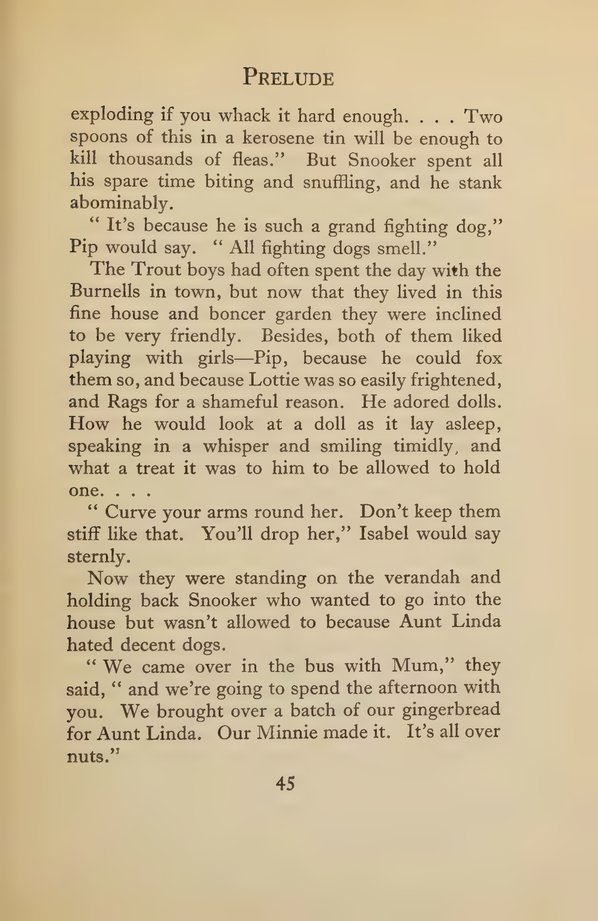 PRELUDE
exploding if you whack it hard enough. . . . Two
spoons of this in a kerosene tin will be enough to
kill thousands of fleas." But Snooker spent all
his spare time biting and snuffling, and he stank
abominably.
" It's because he is such a grand fighting dog,"
Pip would say. " All fighting dogs smell."
The Trout boys had often spent the day with the
Burnells in town, but now that they lived in this
fine house and boncer garden they were inclined
to be very friendly. Besides, both of them liked
playing with girls—Pip, because he could fox
them so, and because Lottie was so easily frightened,
and Rags for a shameful reason. He adored dolls.
How he would look at a doll as it lay asleep,
speaking in a whisper and smiling timidly, and
what a treat it was to him to be allowed to hold
one. . . .
" Curve your arms round her. Don't keep them
stiff like that. You'll drop her," Isabel would say
sternly.
Now they were standing on the verandah and
holding back Snooker who wanted to go into the
house but wasn't allowed to because Aunt Linda
hated decent dogs.
" We came over in the bus with Mum," they
said, " and we're going to spend the afternoon with
you. We brought over a batch of our gingerbread
for Aunt Linda. Our Minnie made it. It's all over
nuts."
45